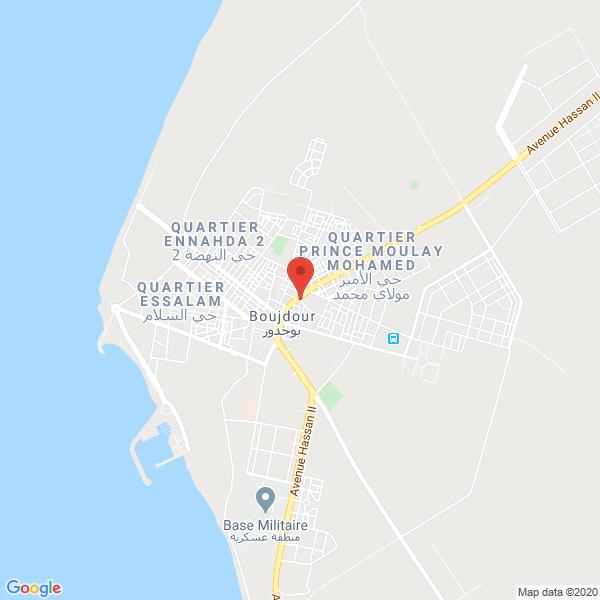 Avenue Hassan II
QUARTIER
ENNAHDA 2
حي النهضة 2
QUARTIER
PRINCE MOULAY
MOHAMED
حي الأمير
مولاي محمد
QUARTIER
ESSALAM
حي السلام
Boujdour
بوجدور
Avenue Hassan II
Base Militaire
منطقة عسكرية
A
Google
Map data ©2020